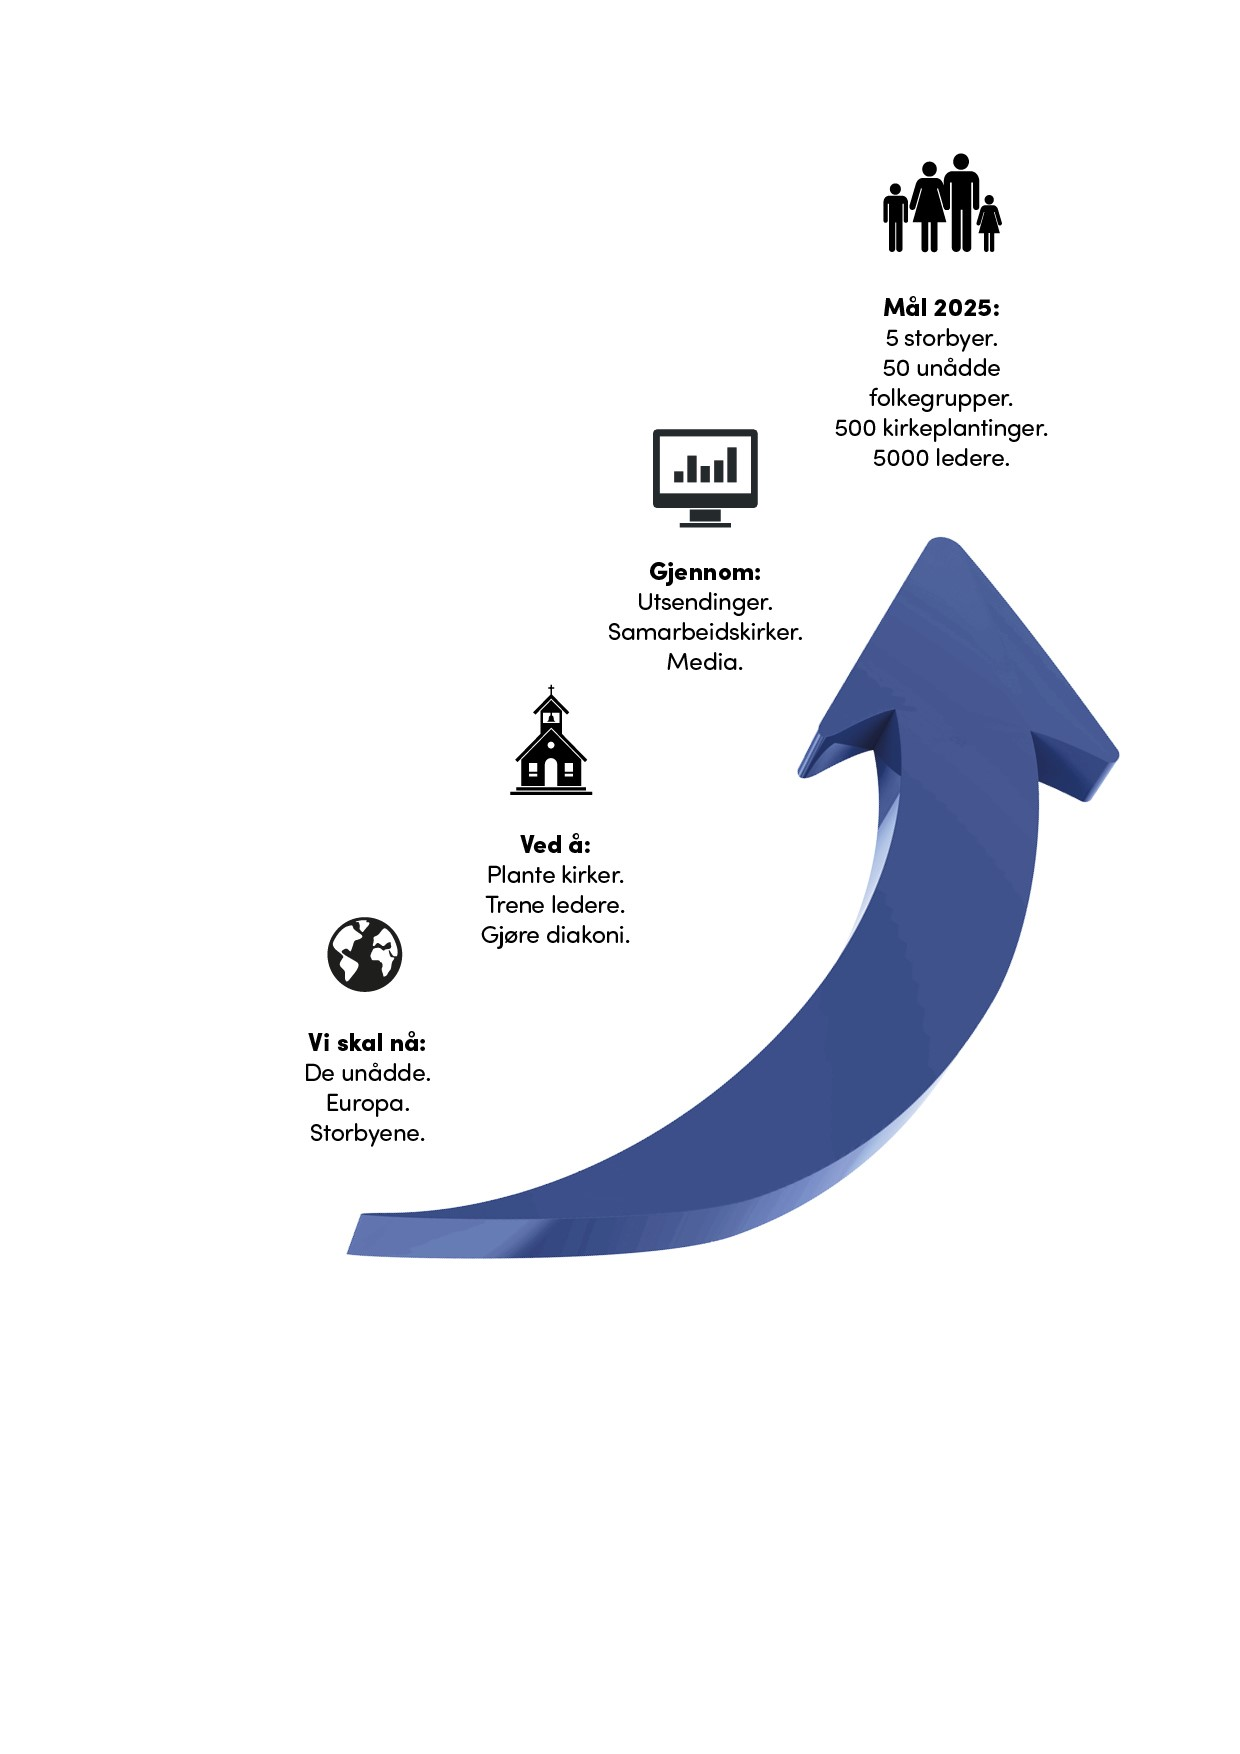 Mål 2025:
5 storbyer.
50 unådde
folkegrupper.
500 kirkeplantinger.
5000 ledere.
Gjennom:
Utsendinger.
Samarbeidskirker.
Media.
Ved å:
Plante kirker.
Trene ledere.
Gjøre diakoni.
Vi skal nå:
De unådde.
Europa.
Storbyene.